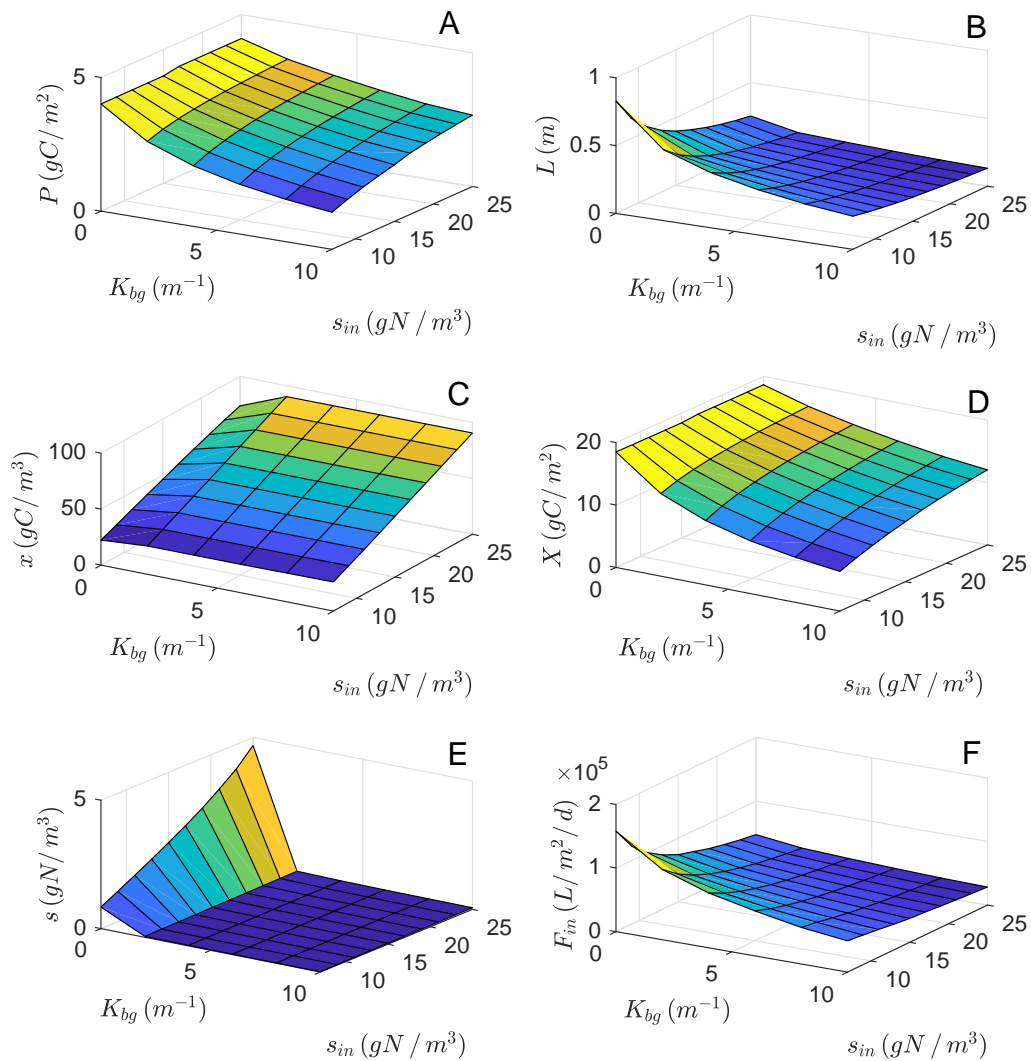 A
5
P (gC/ m²)
0
0
5
10
10
15
20
25
K_bg (m⁻¹)
s_in (gN / m³)
B
1
0.5
0
L (m)
0
5
10
10
15
20
25
K_bg (m⁻¹)
s_in (gN / m³)
C
100
50
0
x (gC/ m³)
0
5
10
10
15
20
25
K_bg (m⁻¹)
s_in (gN / m³)
D
20
10
0
X (gC/ m²)
0
5
10
10
15
20
25
K_bg (m⁻¹)
s_in (gN / m³)
E
5
0
s (gN/ m³)
0
5
10
10
15
20
25
K_bg (m⁻¹)
s_in (gN / m³)
F
×10⁵
2
1
0
F_in (L/ m²/ d)
0
5
10
10
15
20
25
K_bg (m⁻¹)
s_in (gN / m³)